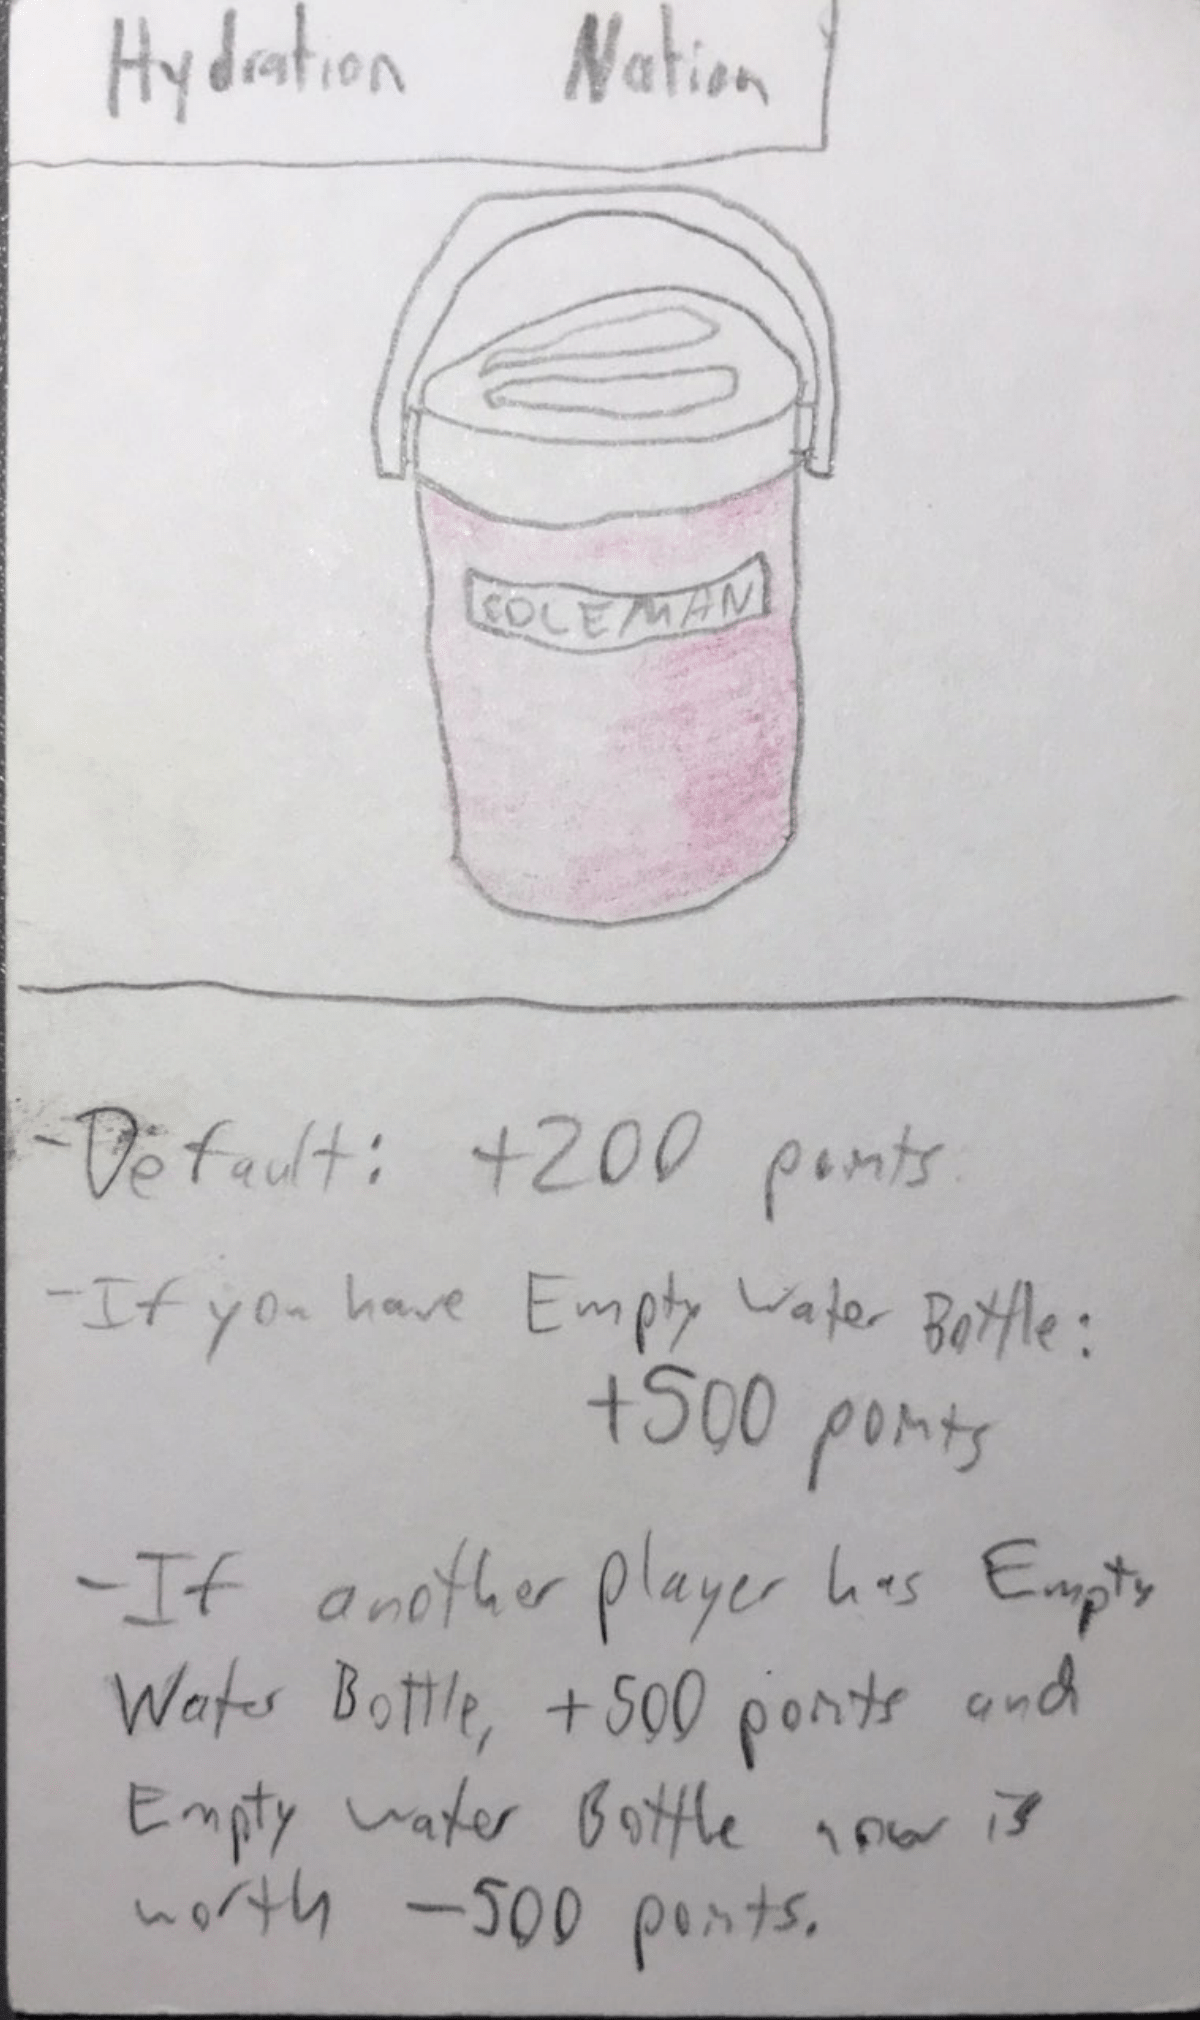 Hydration Nation
COLEMAN
-Default: +200 points.
-If you have Empty Water Bottle:
+500 points
-If another player has Empty
Water Bottle, +500 points and
Empty water Bottle now is
worth -500 points.